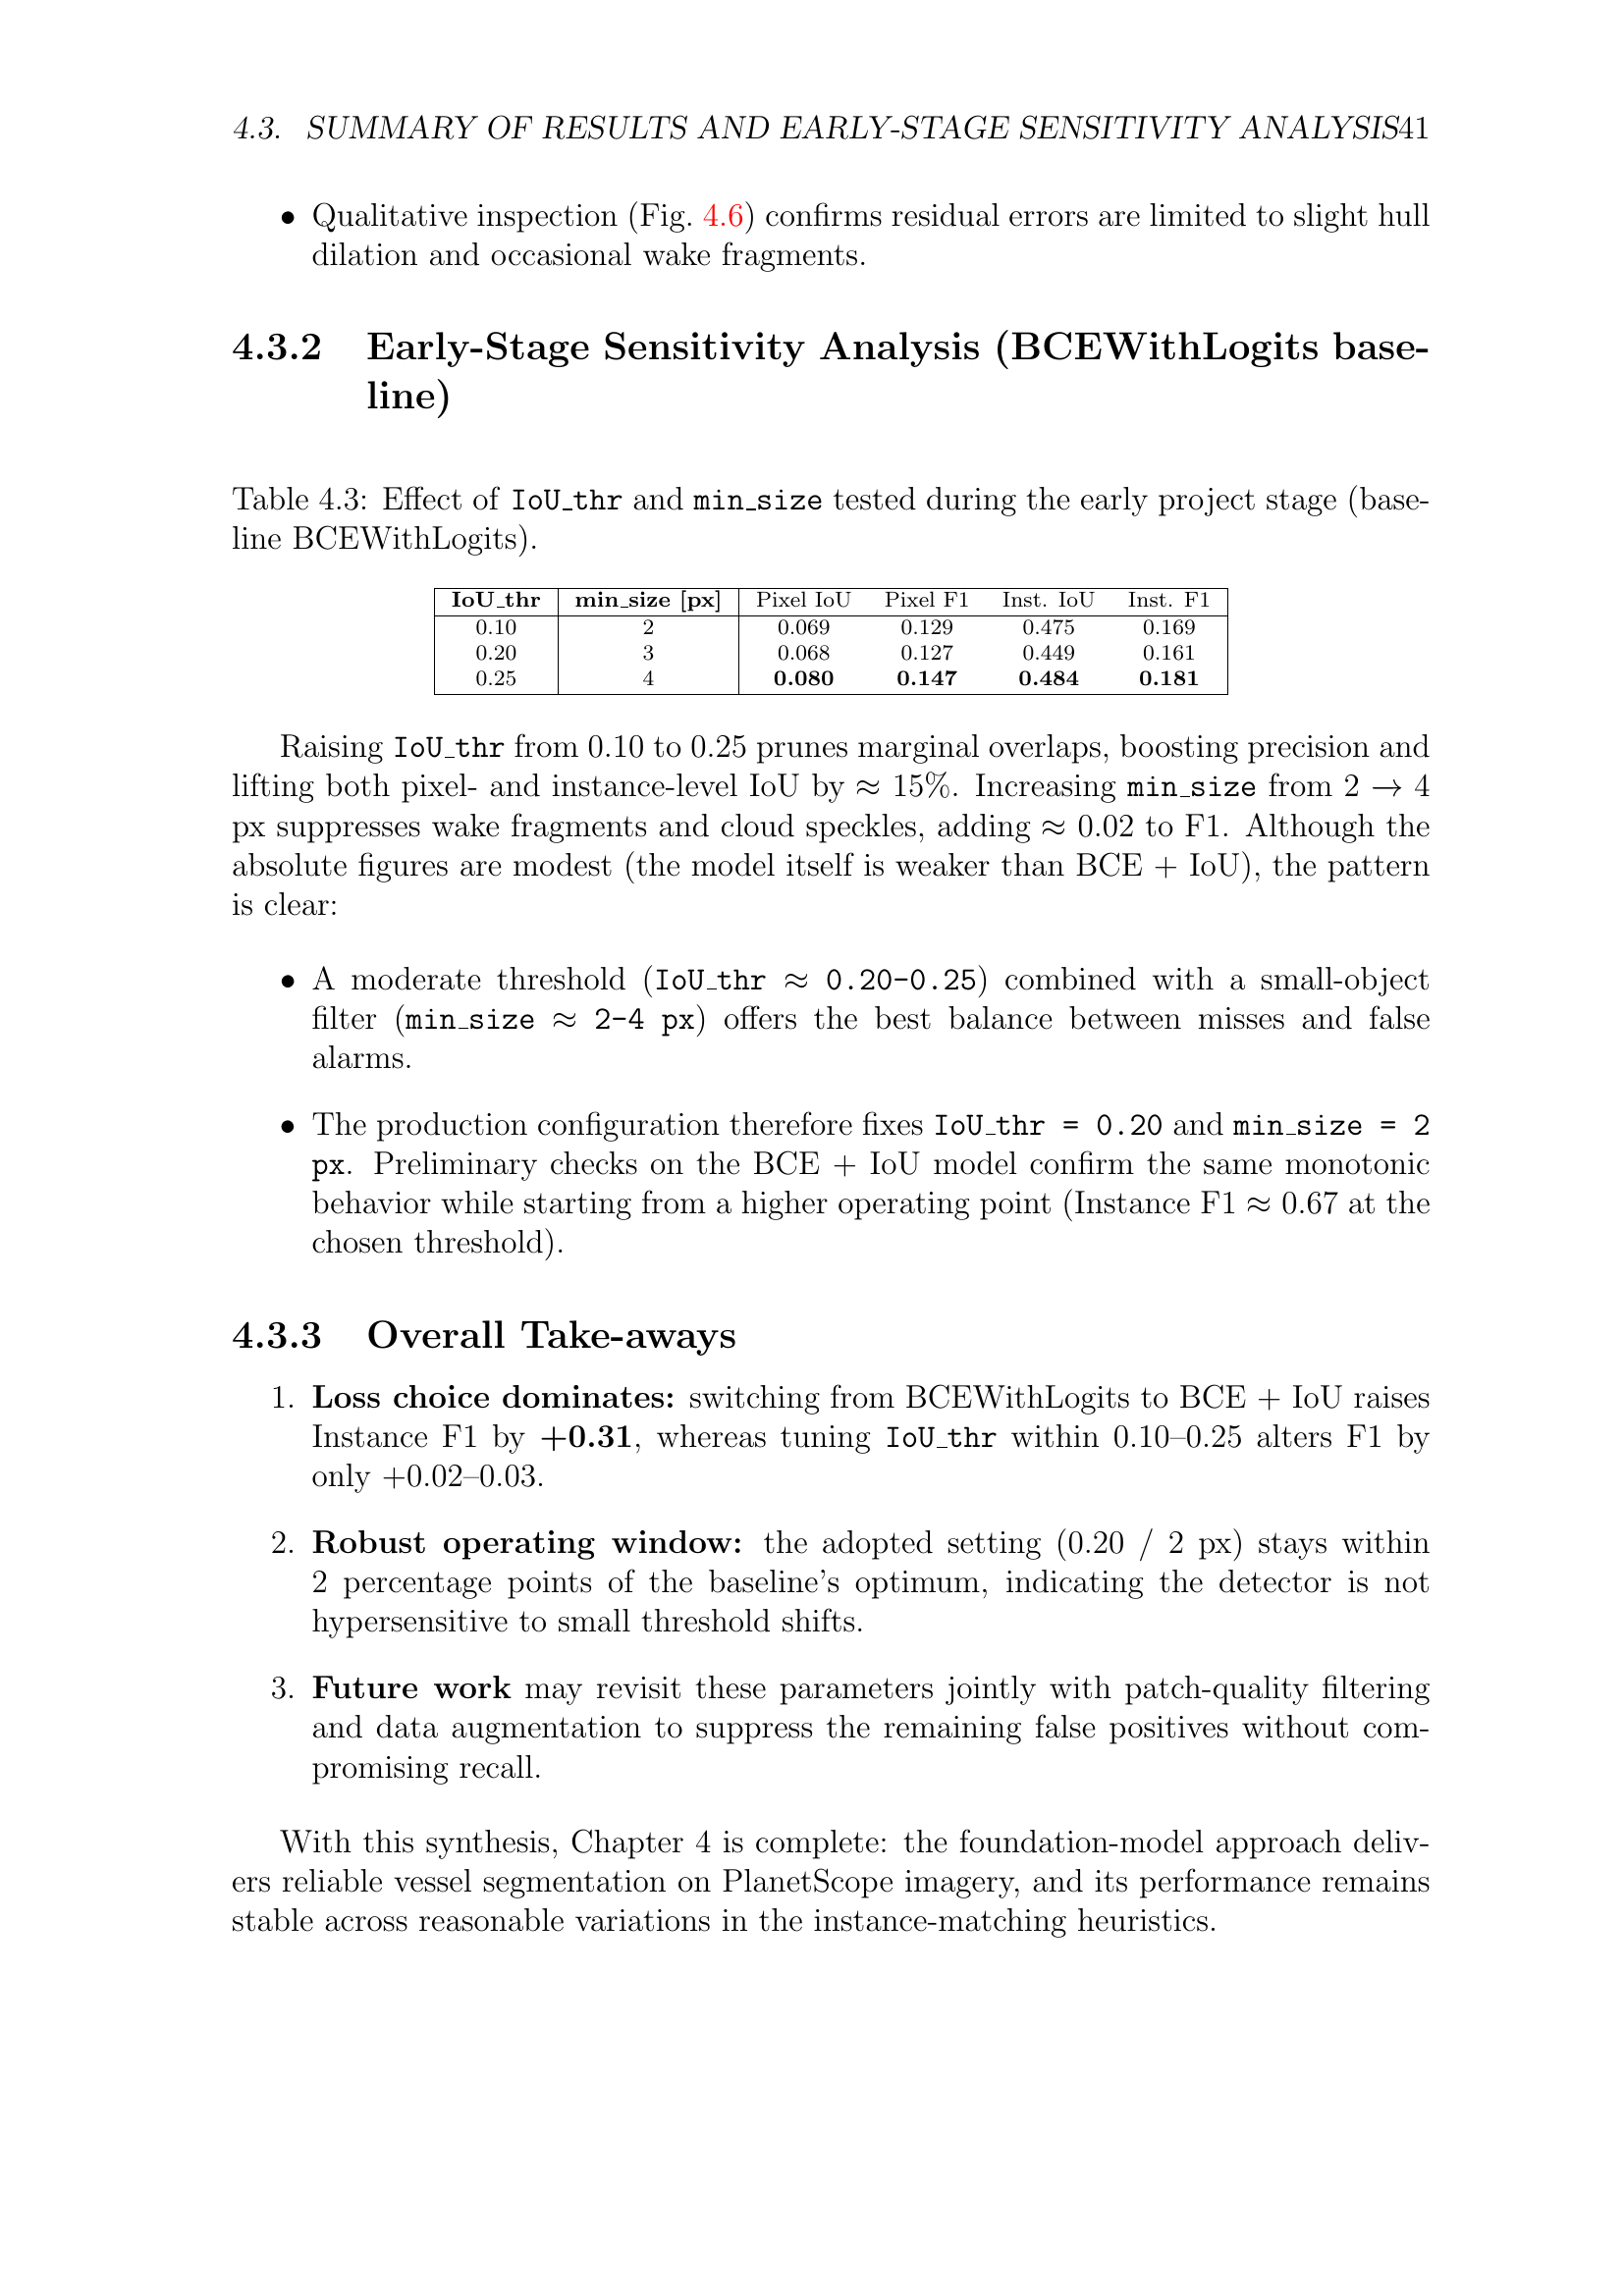 4.3. SUMMARY OF RESULTS AND EARLY-STAGE SENSITIVITY ANALYSIS41
• Qualitative inspection (Fig. 4.6) confirms residual errors are limited to slight hull
dilation and occasional wake fragments.
4.3.2 Early-Stage Sensitivity Analysis (BCEWithLogits base-
line)
Table 4.3: Effect of IoU_thr and min_size tested during the early project stage (base-
line BCEWithLogits).
IoU_thr min_size [px] Pixel IoU Pixel F1 Inst. IoU Inst. F1
0.10 2 0.069 0.129 0.475 0.169
0.20 3 0.068 0.127 0.449 0.161
0.25 4 0.080 0.147 0.484 0.181
Raising IoU_thr from 0.10 to 0.25 prunes marginal overlaps, boosting precision and
lifting both pixel- and instance-level IoU by ≈ 15%. Increasing min_size from 2 → 4
px suppresses wake fragments and cloud speckles, adding ≈ 0.02 to F1. Although the
absolute figures are modest (the model itself is weaker than BCE + IoU), the pattern
is clear:
• A moderate threshold (IoU_thr ≈ 0.20–0.25) combined with a small-object
filter (min_size ≈ 2–4 px) offers the best balance between misses and false
alarms.
• The production configuration therefore fixes IoU_thr = 0.20 and min_size = 2
px. Preliminary checks on the BCE + IoU model confirm the same monotonic
behavior while starting from a higher operating point (Instance F1 ≈ 0.67 at the
chosen threshold).
4.3.3 Overall Take-aways
1. Loss choice dominates: switching from BCEWithLogits to BCE + IoU raises
Instance F1 by +0.31, whereas tuning IoU_thr within 0.10–0.25 alters F1 by
only +0.02–0.03.
2. Robust operating window: the adopted setting (0.20 / 2 px) stays within
2 percentage points of the baseline's optimum, indicating the detector is not
hypersensitive to small threshold shifts.
3. Future work may revisit these parameters jointly with patch-quality filtering
and data augmentation to suppress the remaining false positives without com-
promising recall.
With this synthesis, Chapter 4 is complete: the foundation-model approach deliv-
ers reliable vessel segmentation on PlanetScope imagery, and its performance remains
stable across reasonable variations in the instance-matching heuristics.